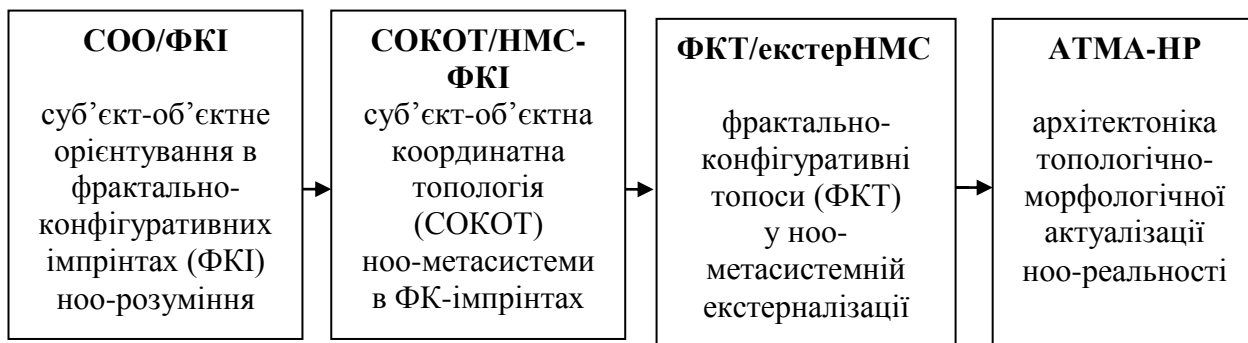 СОО/ФКІ
суб’єкт-об’єктне
орієнтування в
фрактально-
конфігуративних
імпрінтах (ФКІ)
ноо-розуміння
СОКОТ/НМС-
ФКІ
суб’єкт-об’єктна
координатна
топологія
(СОКОТ)
ноо-метасистеми
в ФК-імпрінтах
ФКТ/екстерНМС
фрактально-
конфігуративні
топоси (ФКТ)
у ноо-
метасистемній
екстерналізації
АТМА-НР
архітектоніка
топологічно-
морфологічної
актуалізації
ноо-реальності